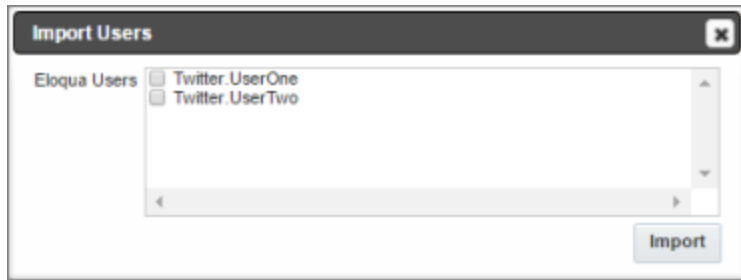 Import Users
Eloqua Users
Twitter.UserOne
Twitter.UserTwo
Import